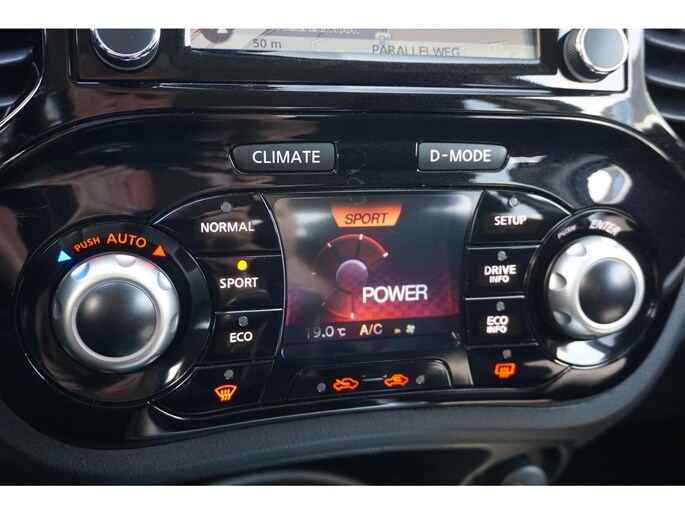 50 m
PARALLELWEG
CLIMATE
D-MODE
NORMAL
SPORT
SETUP
PUSH AUTO
PUSH ENTER
SPORT
DRIVE
INFO
POWER
ECO
ECO
INFO
19.0 °C A/C